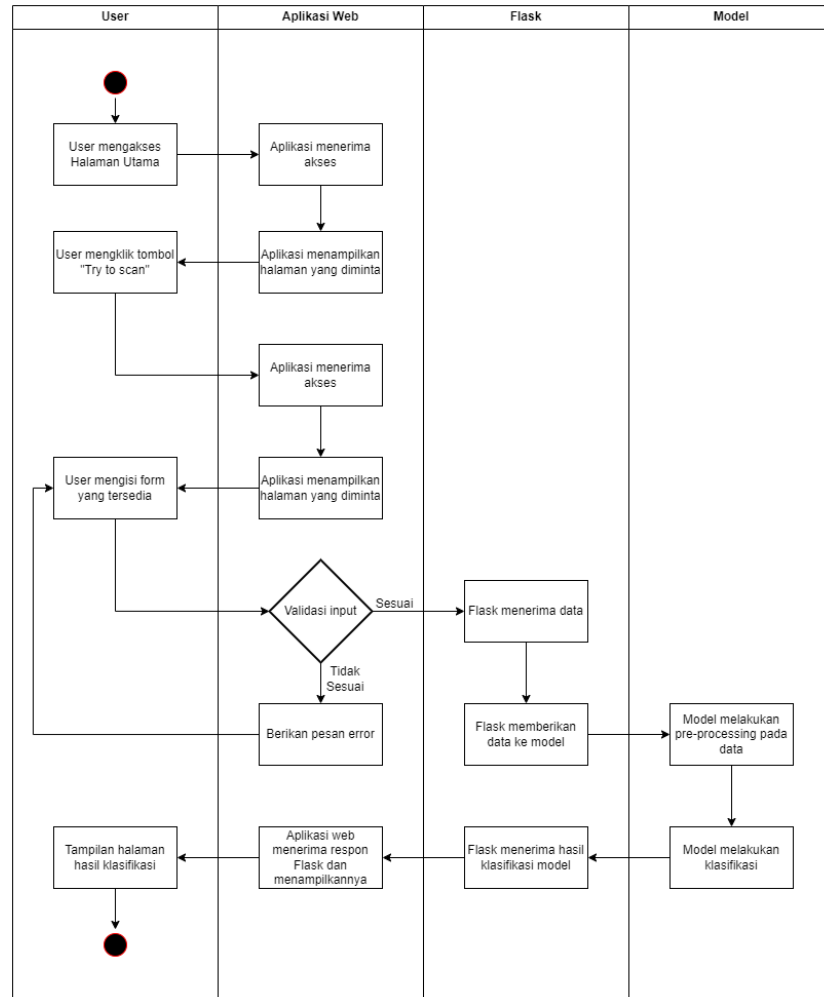 User
Aplikasi Web
Flask
Model
User mengakses
Halaman Utama
Aplikasi menerima
akses
User mengklik tombol
"Try to scan"
Aplikasi menampilkan
halaman yang diminta
Aplikasi menerima
akses
User mengisi form
yang tersedia
Aplikasi menampilkan
halaman yang diminta
Validasi input
Sesuai
Flask menerima data
Tidak
Sesuai
Berikan pesan error
Flask memberikan
data ke model
Model melakukan
pre-processing pada
data
Tampilan halaman
hasil klasifikasi
Aplikasi web
menerima respon
Flask dan
menampilkannya
Flask menerima hasil
klasifikasi model
Model melakukan
klasifikasi